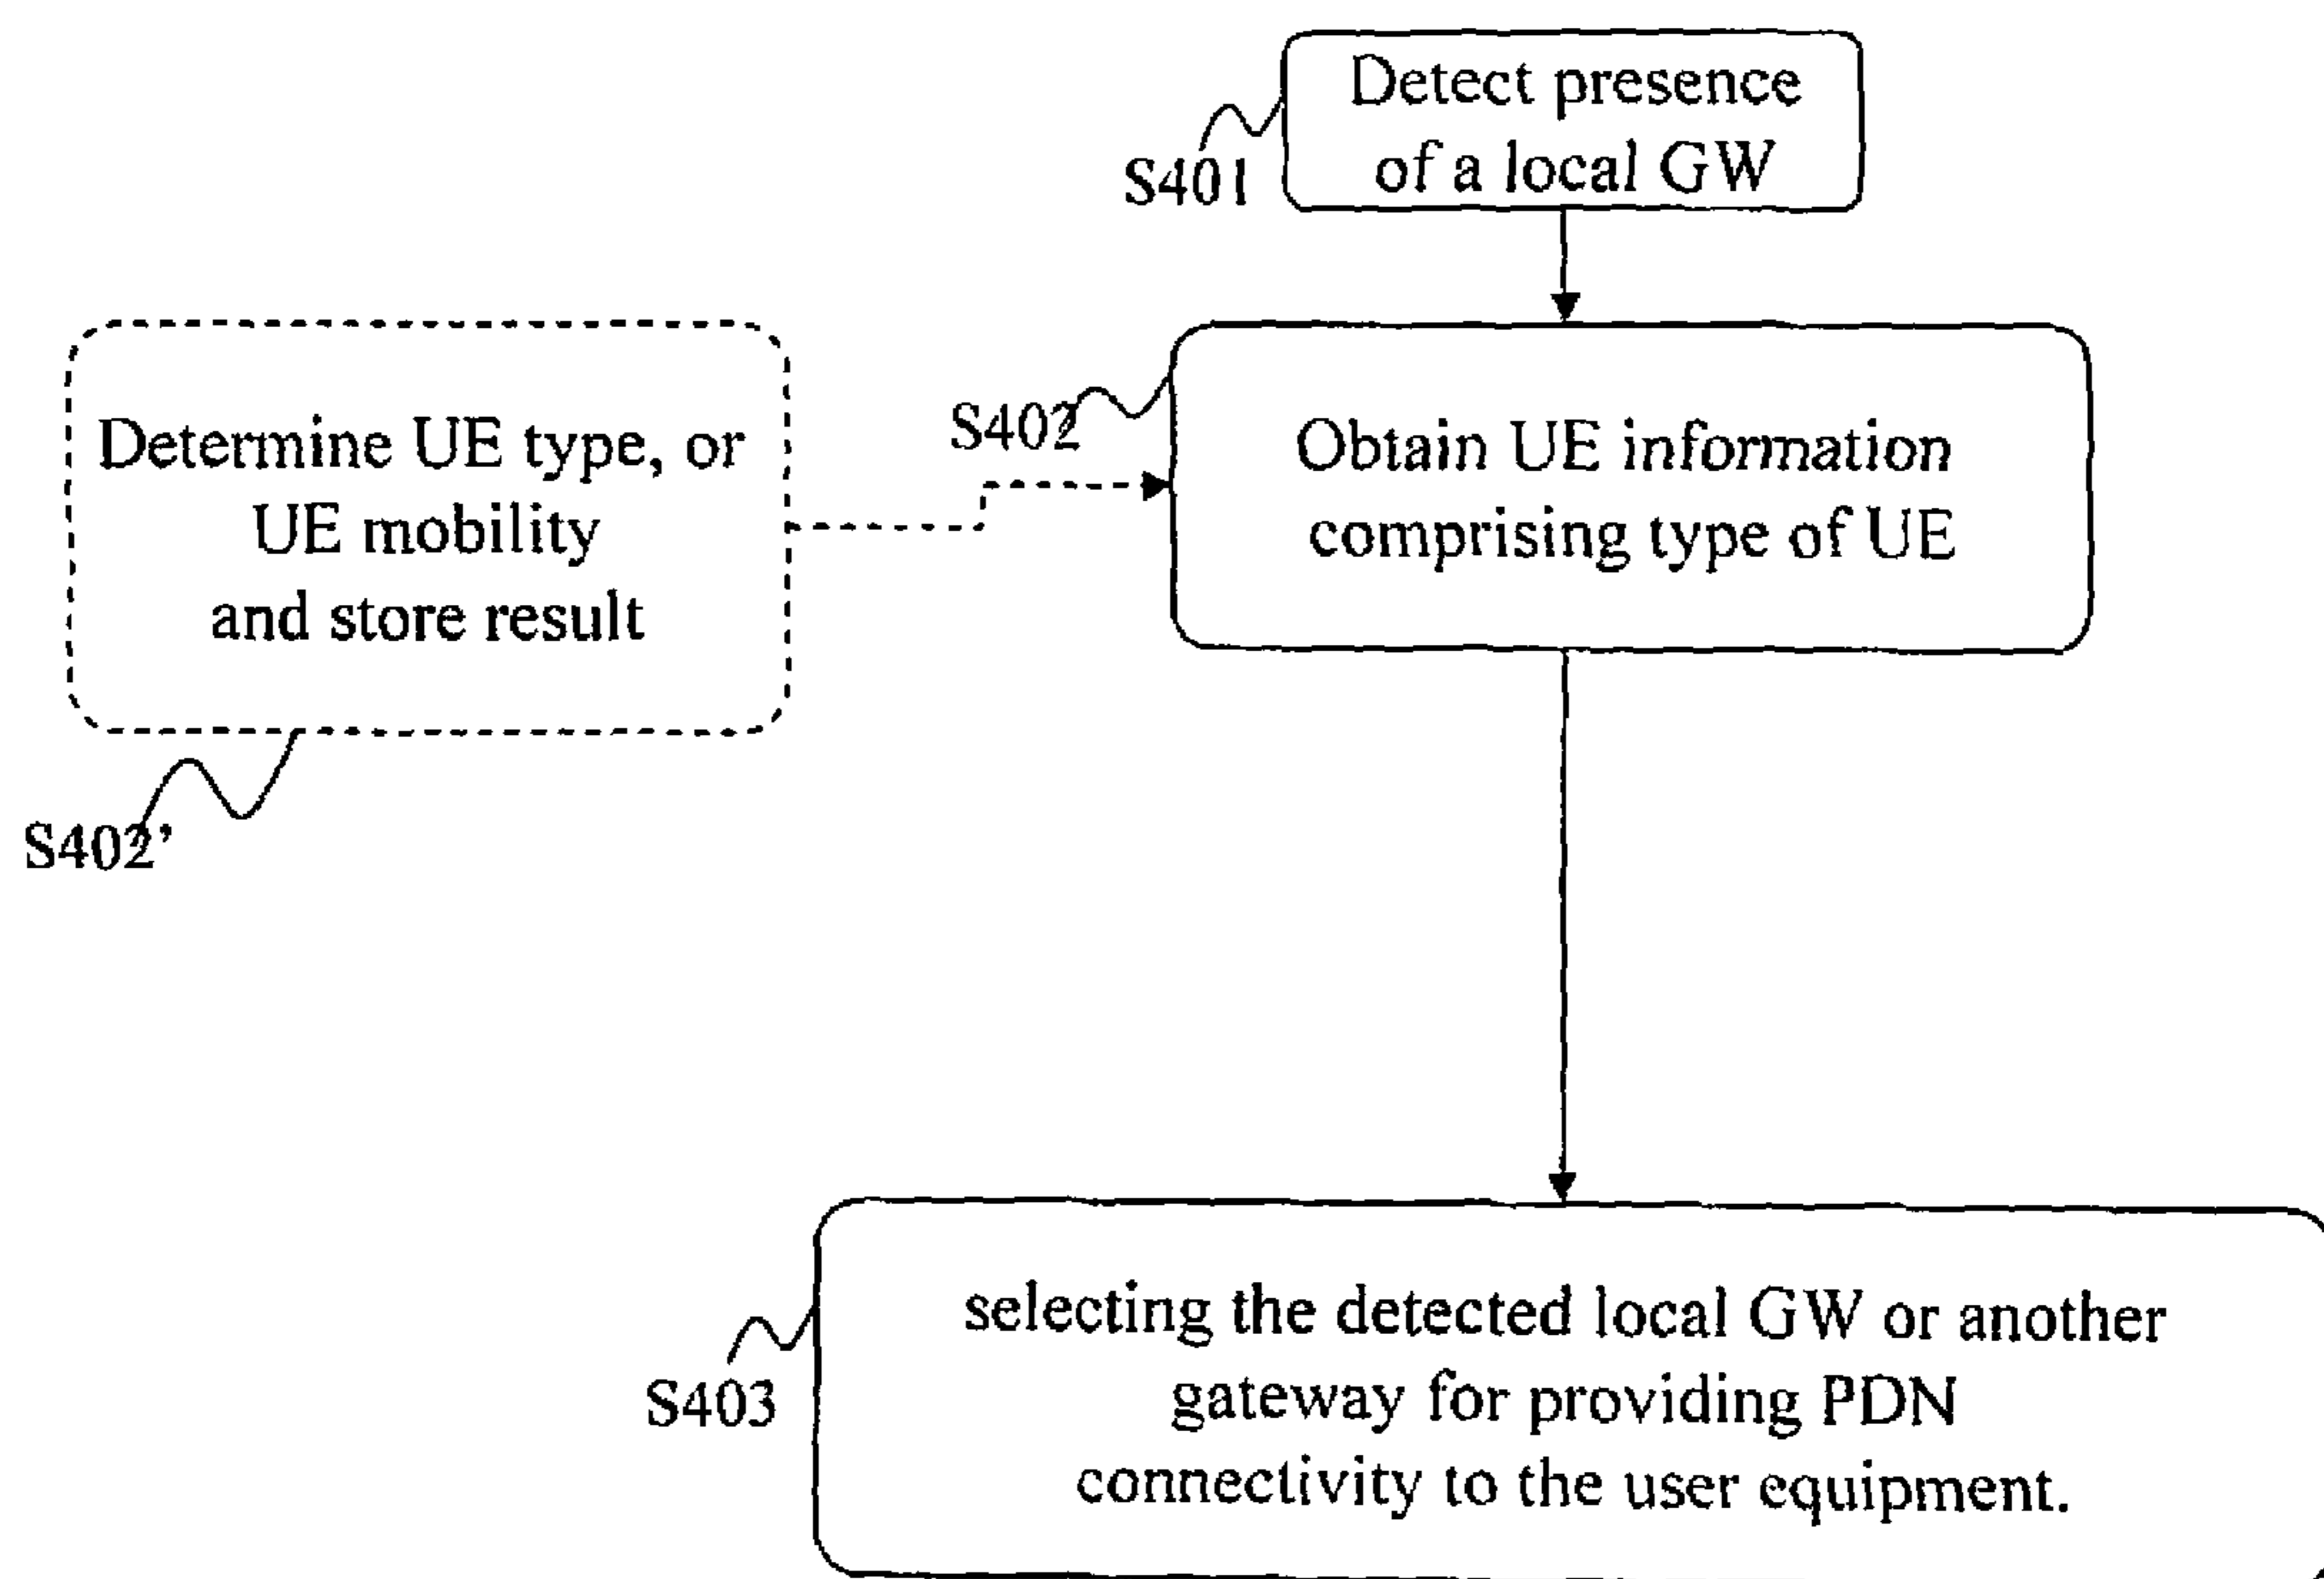 Detect presence
of a local GW
S401
Determine UE type, or
UE mobility
and store result
S402'
S402
Obtain UE information
comprising type of UE
selecting the detected local GW or another
gateway for providing PDN
connectivity to the user equipment.
S403